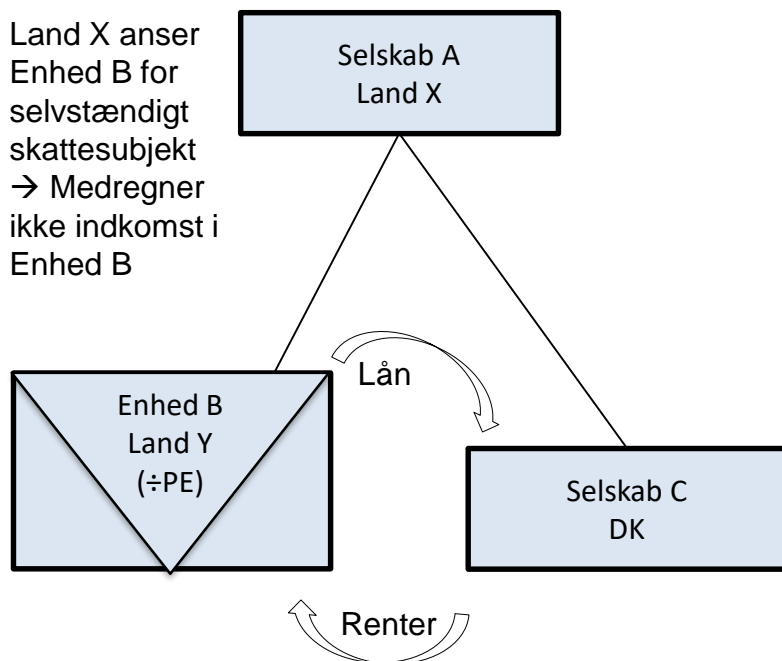 Land X anser
Enhed B for
selvstændigt
skattesubjekt
→ Medregner
ikke indkomst i
Enhed B
Selskab A
Land X
Lån
Enhed B
Land Y
(÷PE)
Selskab C
DK
Renter